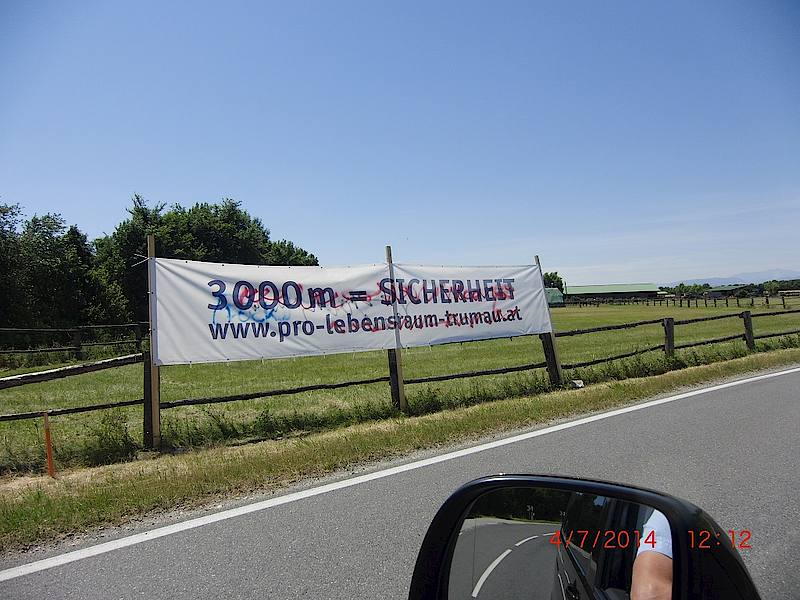 3000m = SICHERHEIT
www.pro-lebensraum-trumau.at
4/7/2014 12:12